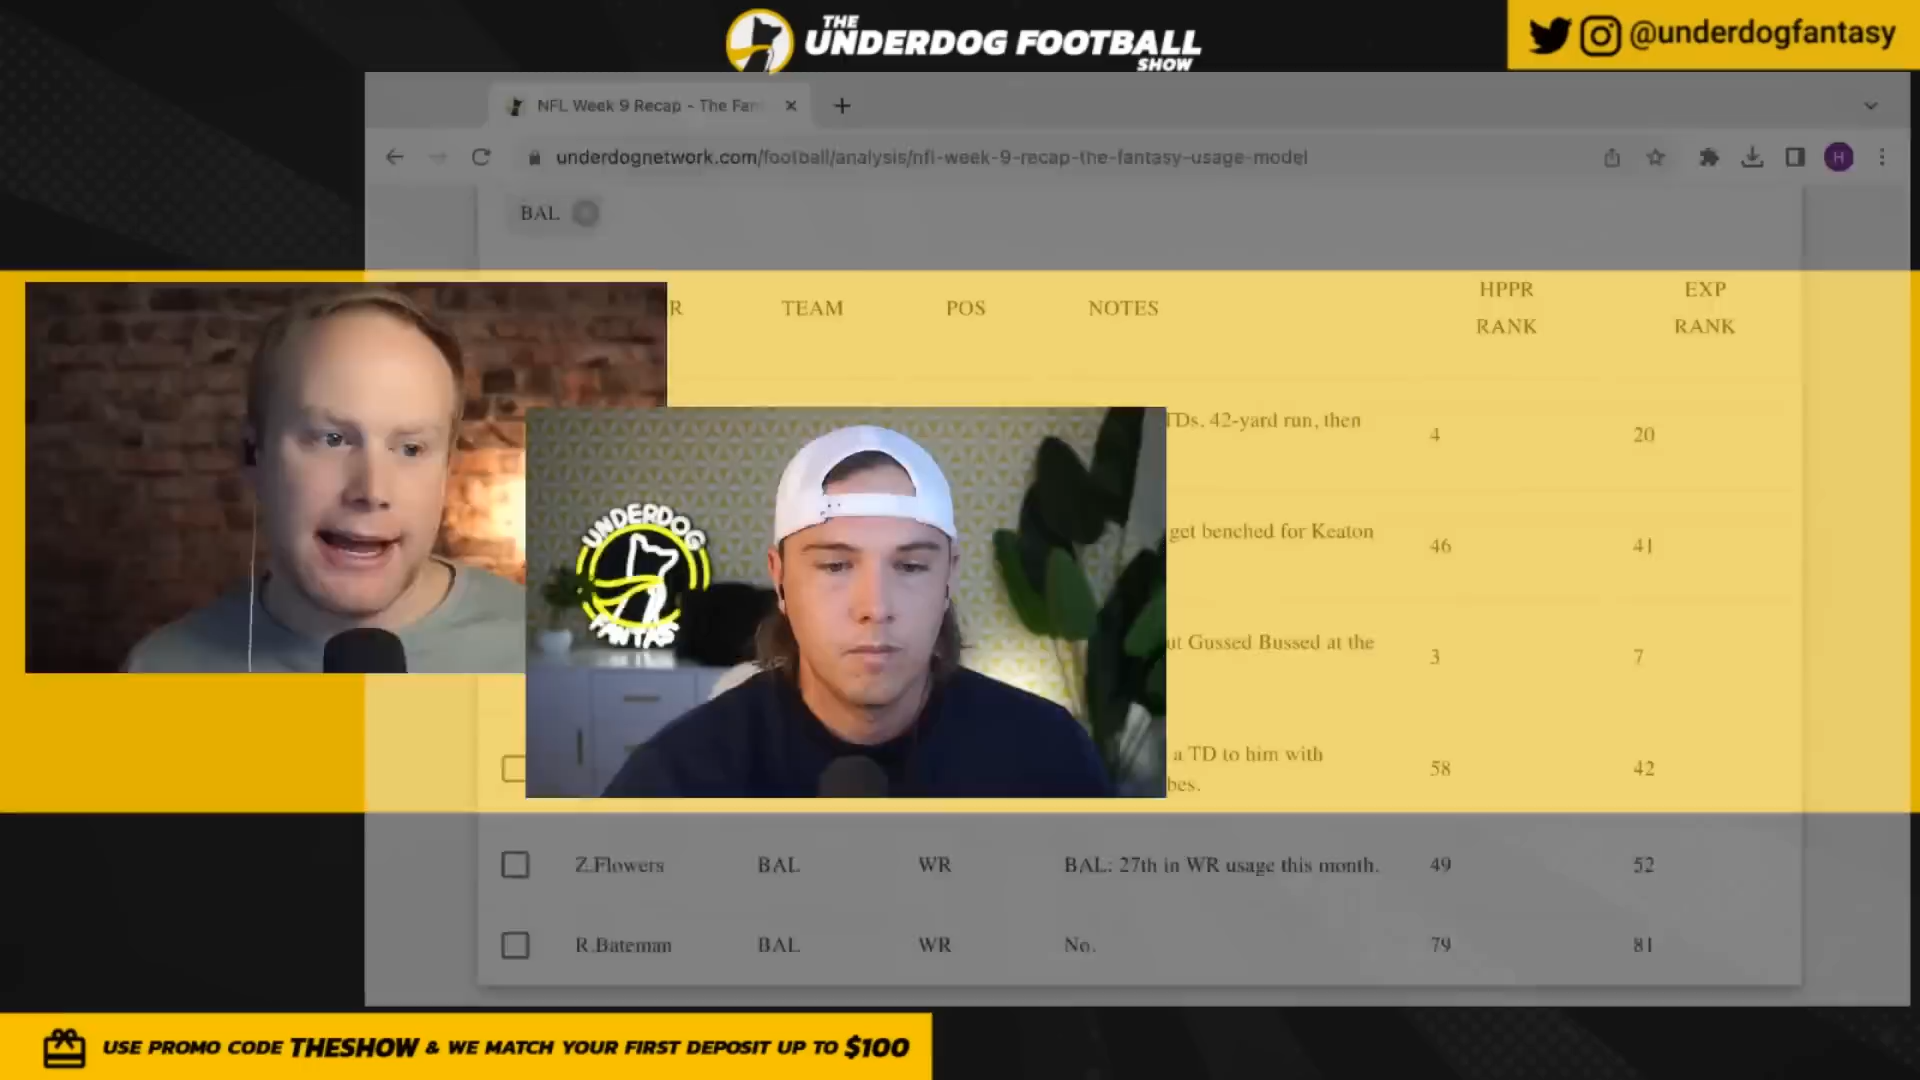 THE
UNDERDOG FOOTBALL
SHOW
@underdogfantasy
NFL Week 9 Recap - The Fan
underdognetwork.com/football/analysis/nfl-week-9-recap-the-fantasy-usage-model
H
BAL
R TEAM POS NOTES HPPR RANK EXP RANK
TDs, 42-yard run, then 4 20
get benched for Keaton 46 41
ut Gussed Bussed at the 3 7
a TD to him with
bes. 58 42
Z.Flowers BAL WR BAL: 27th in WR usage this month. 49 52
R.Bateman BAL WR No. 79 81
UNDERDOG
FANTAS
USE PROMO CODE THESHOW & WE MATCH YOUR FIRST DEPOSIT UP TO $100